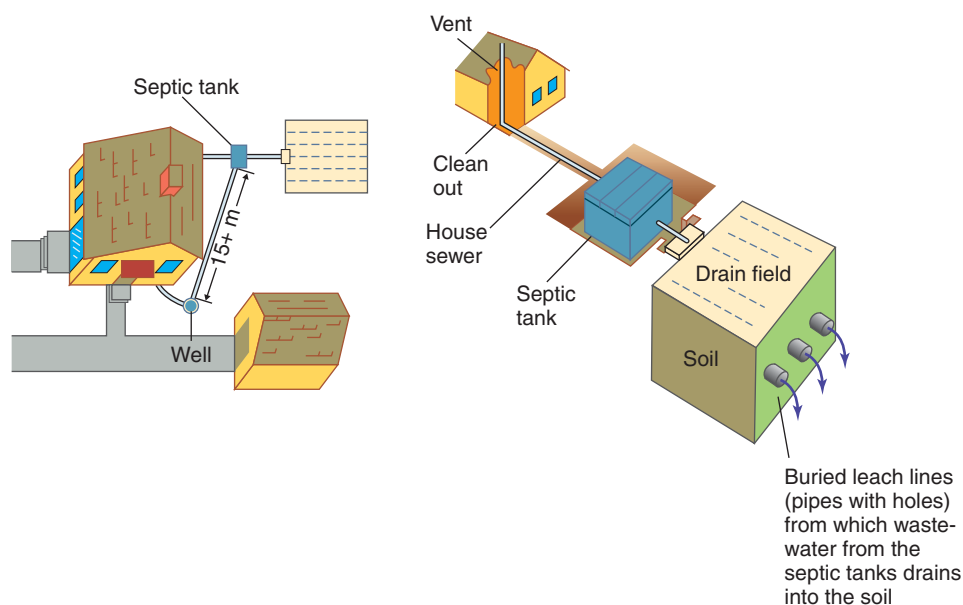 Septic tank
15+ m
Well
Vent
Clean
out
House
sewer
Septic
tank
Drain field
Soil
Buried leach lines
(pipes with holes)
from which waste-
water from the
septic tanks drains
into the soil